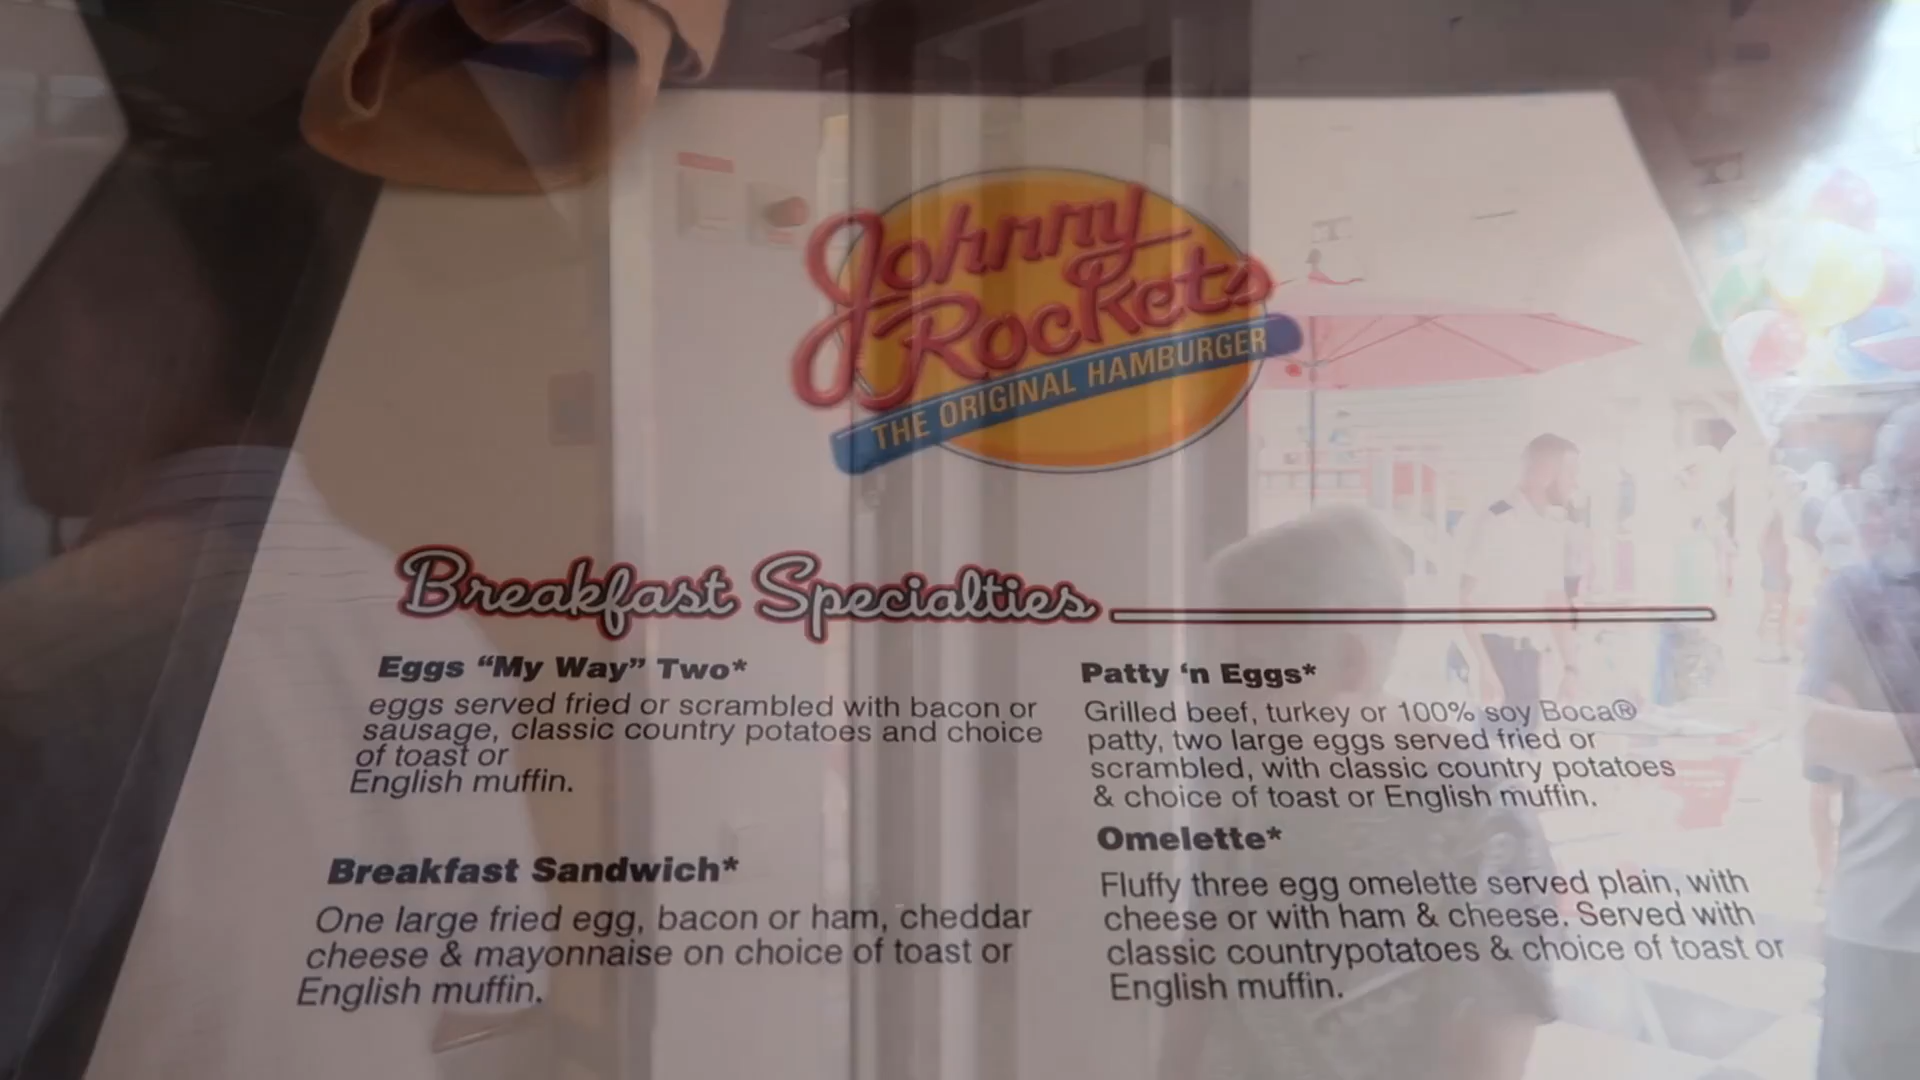 Johnny
Rockets
THE ORIGINAL HAMBURGER
Breakfast Specialties
Eggs “My Way” Two*
eggs served fried or scrambled with bacon or
sausage, classic country potatoes and choice
of toast or
English muffin.
Breakfast Sandwich*
One large fried egg, bacon or ham, cheddar
cheese & mayonnaise on choice of toast or
English muffin.
Patty ‘n Eggs*
Grilled beef, turkey or 100% soy Boca®
patty, two large eggs served fried or
scrambled, with classic country potatoes
& choice of toast or English muffin.
Omelette*
Fluffy three egg omelette served plain, with
cheese or with ham & cheese. Served with
classic countrypotatoes & choice of toast or
English muffin.